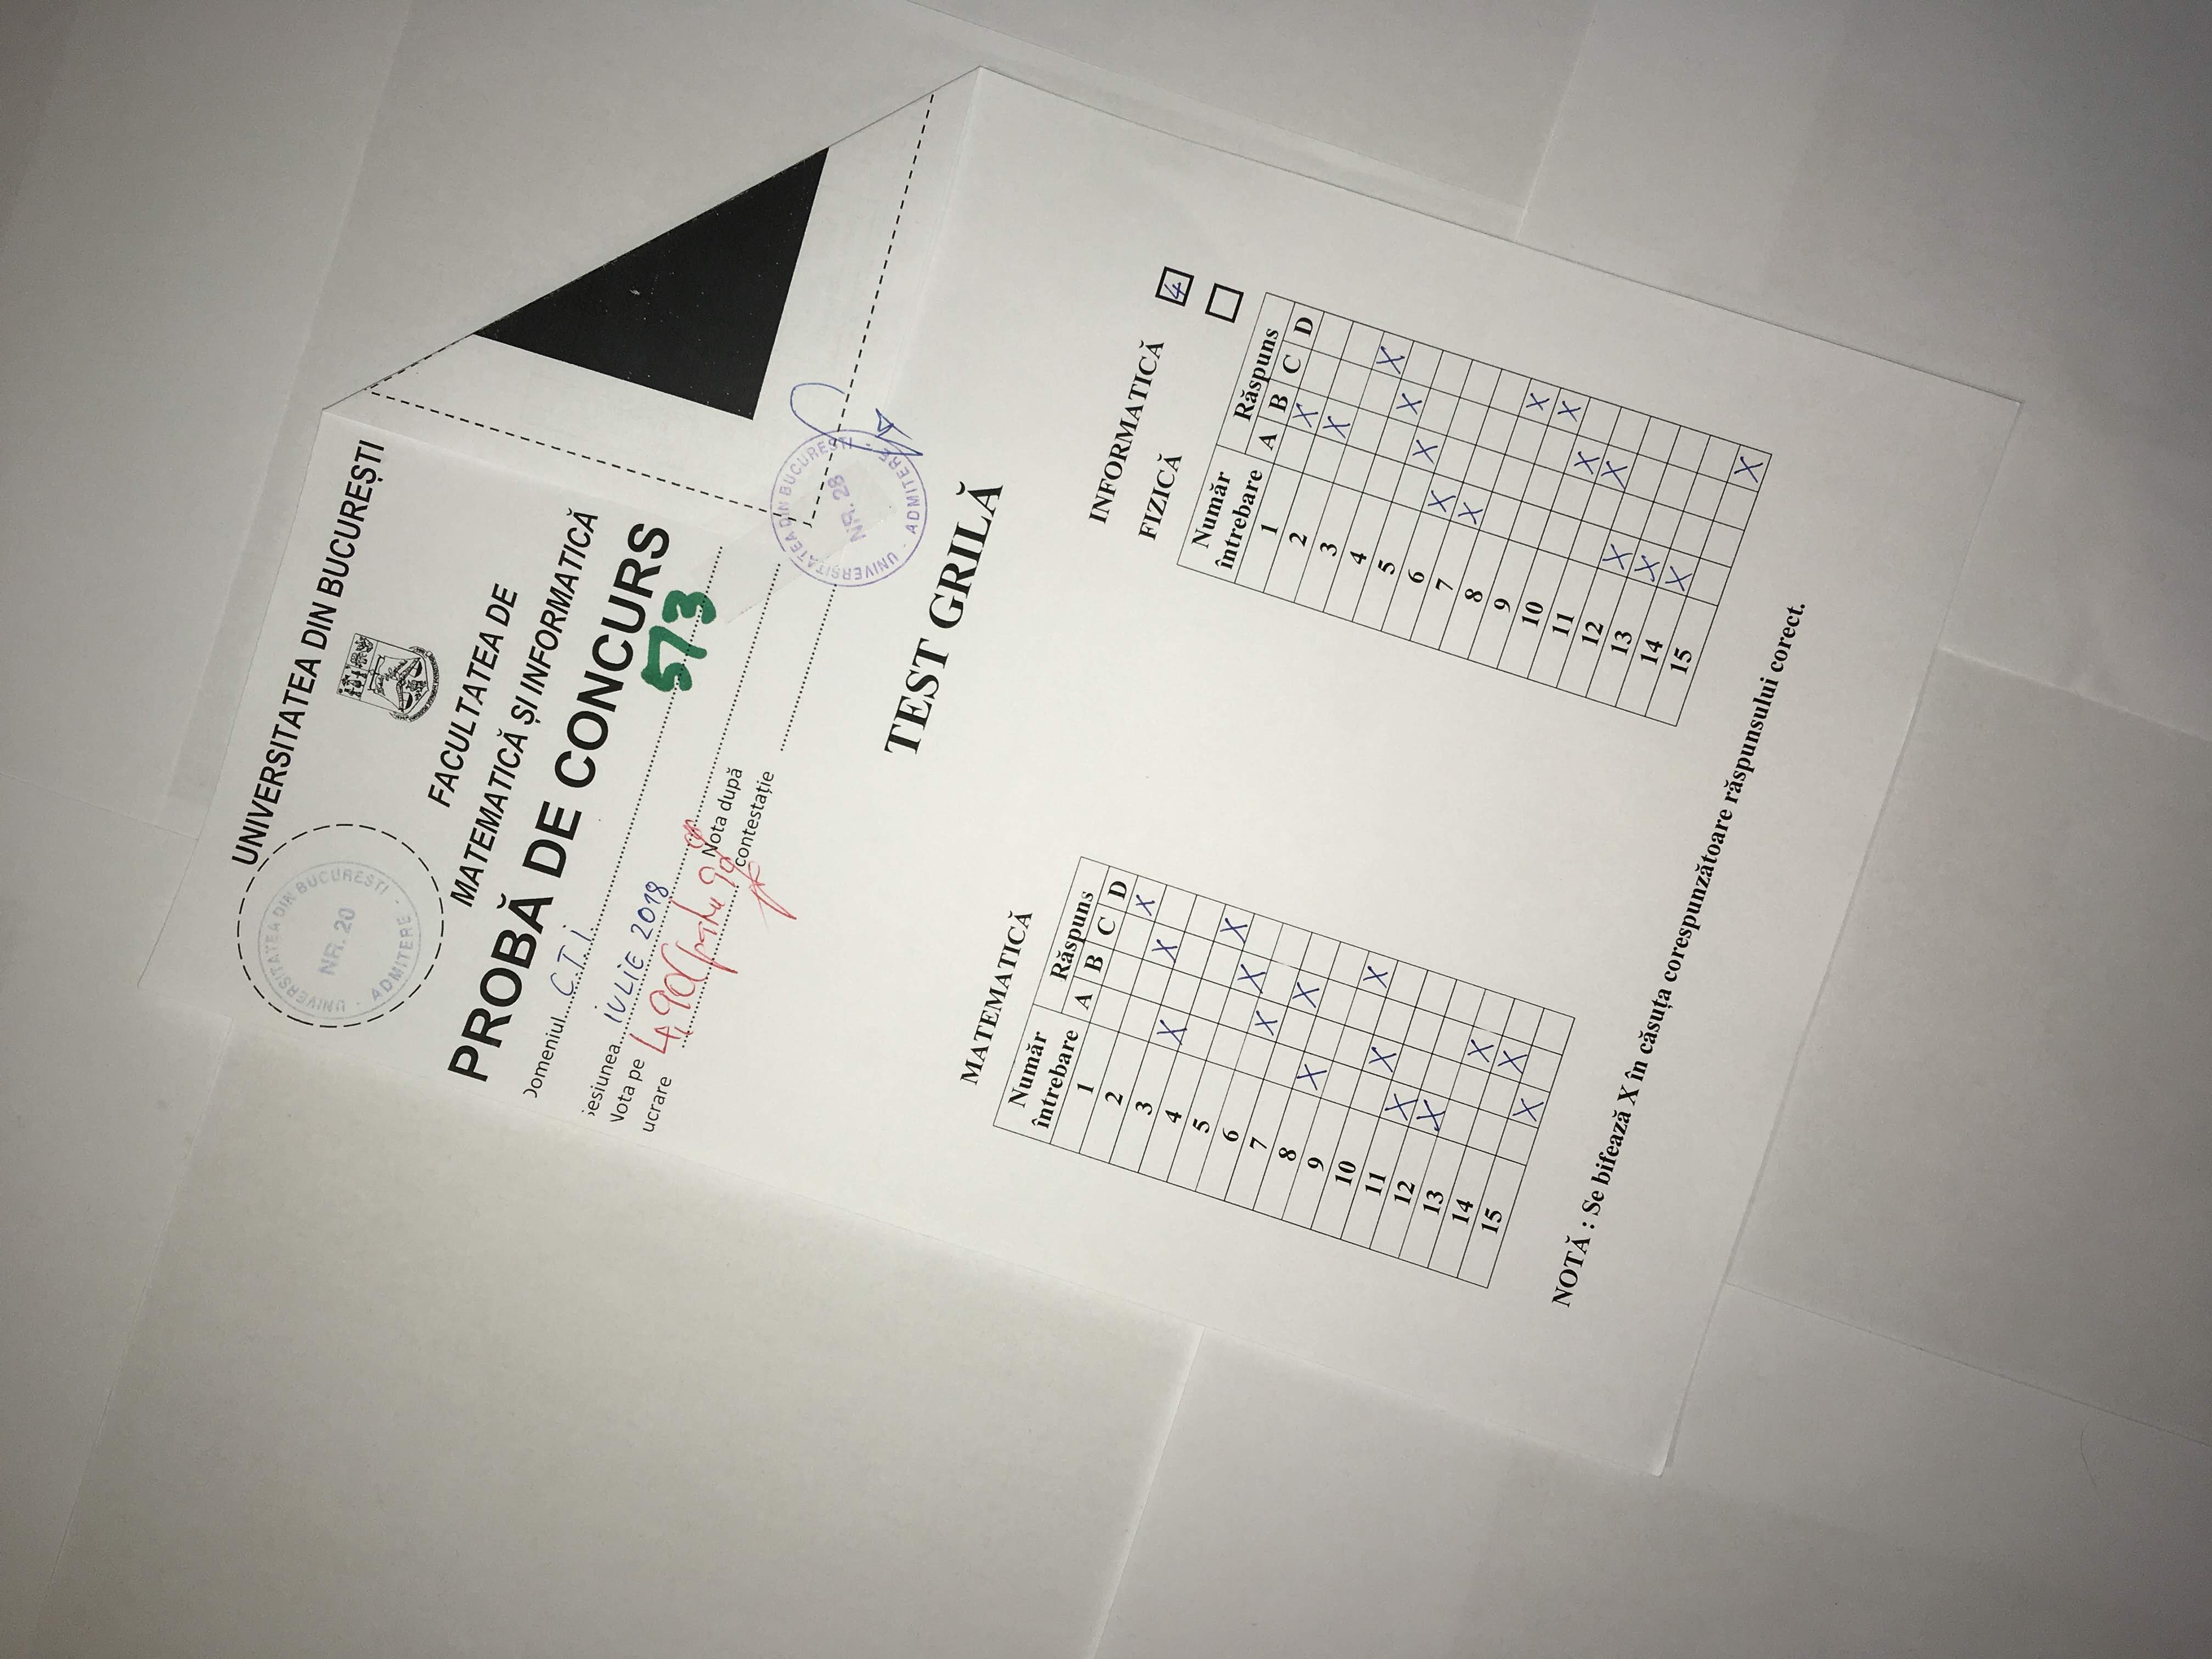 UNIVERSITATEA DIN BUCUREȘTI
UNIVERSITATEA DIN BUCUREȘTI
NR. 20
- ADMITERE -
FACULTATEA DE
MATEMATICĂ ȘI INFORMATICĂ
PROBĂ DE CONCURS
Domeniul C.T.I.
573
Sesiunea IULIE 2018
Nota pe
lucrare 4,90
Nota după
contestație
UNIVERSITATEA DIN BUCUREȘTI
NR. 28
- ADMITERE -
TEST GRILĂ
MATEMATICĂ
Număr
întrebare
Răspuns
A B C D
1 X
2 X
3 X
4 X
5 X
6 X
7 X
8 X
9 X
10 X
11 X
12 X
13 X
14 X
15 X
INFORMATICĂ
FIZICĂ
Număr
întrebare
Răspuns
A B C D
1 X
2 X
3 X
4 X
5 X
6 X
7 X
8 X
9 X
10 X
11 X
12 X
13 X
14 X
15 X
NOTĂ : Se bifează X în căsuța corespunzătoare răspunsului corect.